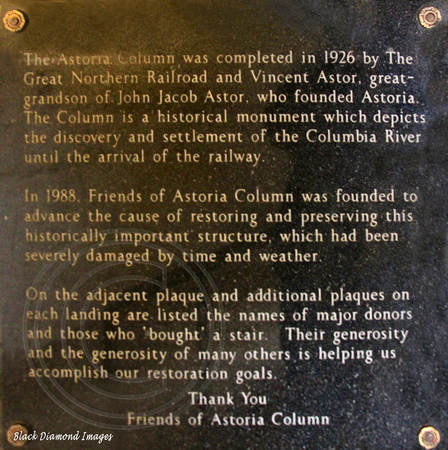 The Astoria Column was completed in 1926 by The
Great Northern Railroad and Vincent Astor, great-
grandson of John Jacob Astor, who founded Astoria.
The Column is a historical monument which depicts
the discovery and settlement of the Columbia River
until the arrival of the railway.
In 1988, Friends of Astoria Column was founded to
advance the cause of restoring and preserving this
historically important structure, which had been
severely damaged by time and weather.
On the adjacent plaque and additional plaques on
each landing are listed the names of major donors
and those who 'bought' a stair. Their generosity
and the generosity of many others is helping us
accomplish our restoration goals.
Thank You
Friends of Astoria Column
Black Diamond Images